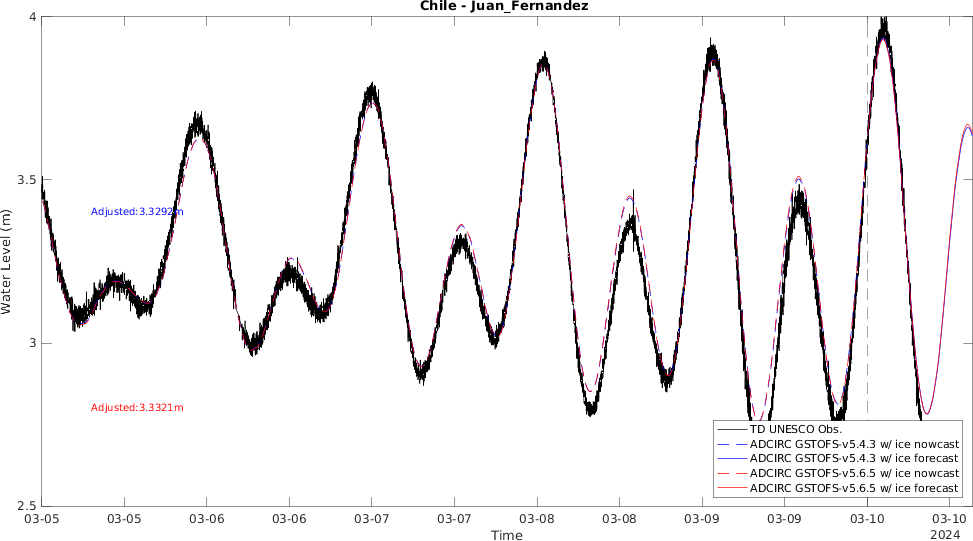 Chile - Juan_Fernandez
4
3.5
3
2.5
Water Level (m)
Adjusted:3.3292m
Adjusted:3.3321m
TD UNESCO Obs.
ADCIRC GSTOFS-v5.4.3 w/ ice nowcast
ADCIRC GSTOFS-v5.4.3 w/ ice forecast
ADCIRC GSTOFS-v5.6.5 w/ ice nowcast
ADCIRC GSTOFS-v5.6.5 w/ ice forecast
03-05 03-05 03-06 03-06 03-07 03-07 03-08 03-08 03-09 03-09 03-10 03-10
2024
Time